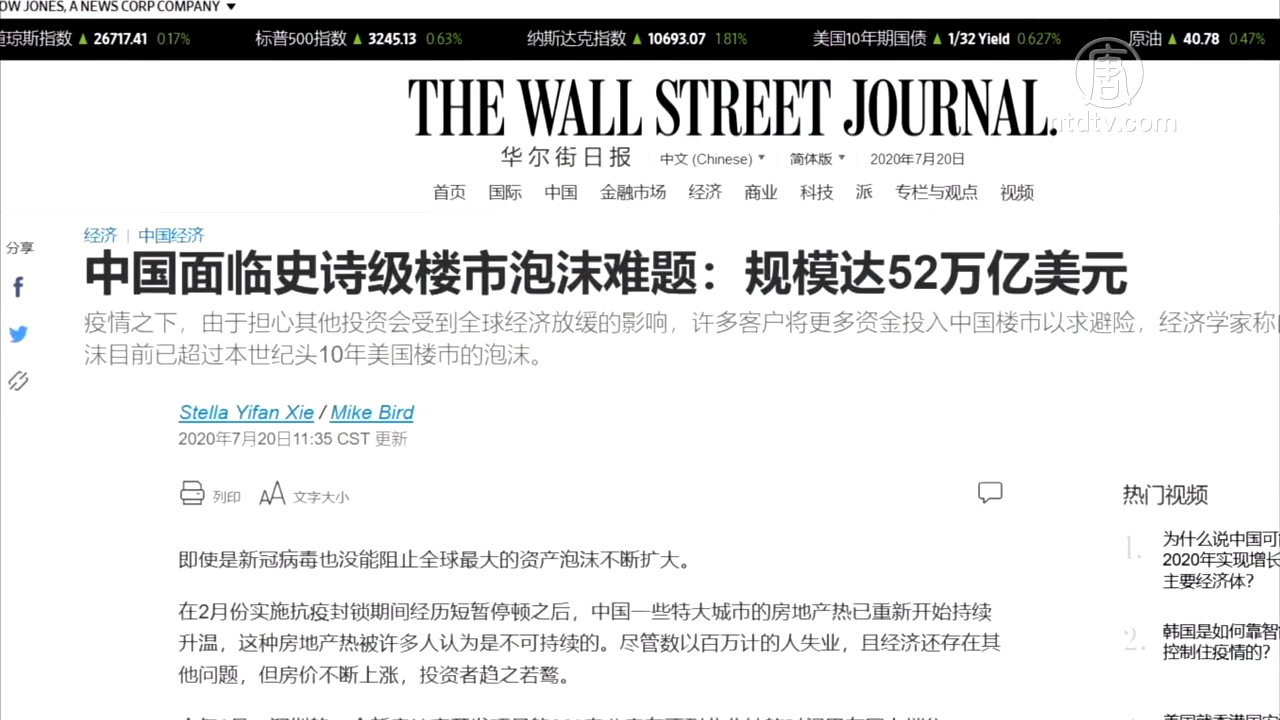 OW JONES, A NEWS CORP COMPANY
道琼斯指数 26717.41 0.17% 标普500指数 3245.13 0.63% 纳斯达克指数 10693.07 1.81% 美国10年期国债 1/32 Yield 0.627% 原油 40.78 0.47%
唐
ntdtv.com
THE WALL STREET JOURNAL.
华尔街日报 中文 (Chinese) 简体版 2020年7月20日
首页 国际 中国 金融市场 经济 商业 科技 派 专栏与观点 视频
分享
经济 | 中国经济
中国面临史诗级楼市泡沫难题：规模达52万亿美元
疫情之下，由于担心其他投资会受到全球经济放缓的影响，许多客户将更多资金投入中国楼市以求避险，经济学家称
沫目前已超过本世纪头10年美国楼市的泡沫。
Stella Yifan Xie / Mike Bird
2020年7月20日11:35 CST 更新
列印 AA 文字大小
即使是新冠病毒也没能阻止全球最大的资产泡沫不断扩大。
在2月份实施抗疫封锁期间经历短暂停顿之后，中国一些特大城市的房地产热已重新开始持续
升温，这种房地产热被许多人认为是不可持续的。尽管数以百万计的人失业，且经济还存在其
他问题，但房价不断上涨，投资者趋之若鹜。
热门视频
1. 为什么说中国可
2020年实现增长
主要经济体？
2. 韩国是如何靠智
控制住疫情的？